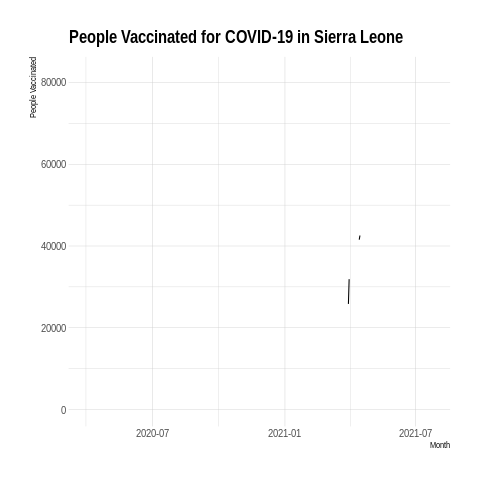 People Vaccinated for COVID-19 in Sierra Leone
People Vaccinated
80000
60000
40000
20000
0
2020-07 2021-01 2021-07
Month